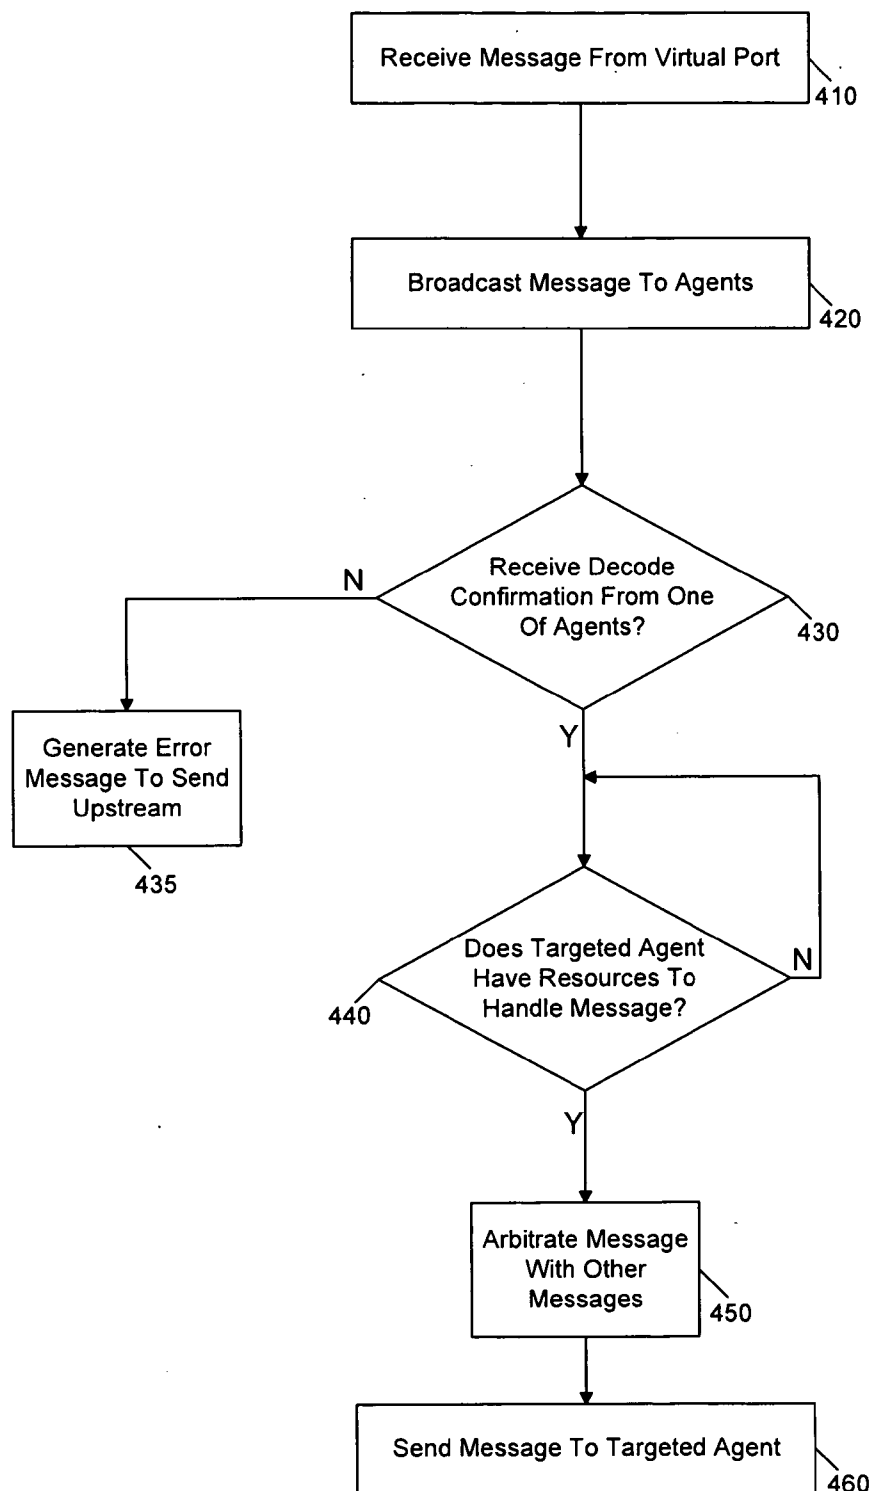 Receive Message From Virtual Port
410
Broadcast Message To Agents
420
Receive Decode
Confirmation From One
Of Agents?
430
N
Y
Generate Error
Message To Send
Upstream
435
Does Targeted Agent
Have Resources To
Handle Message?
440
N
Y
Arbitrate Message
With Other
Messages
450
Send Message To Targeted Agent
460